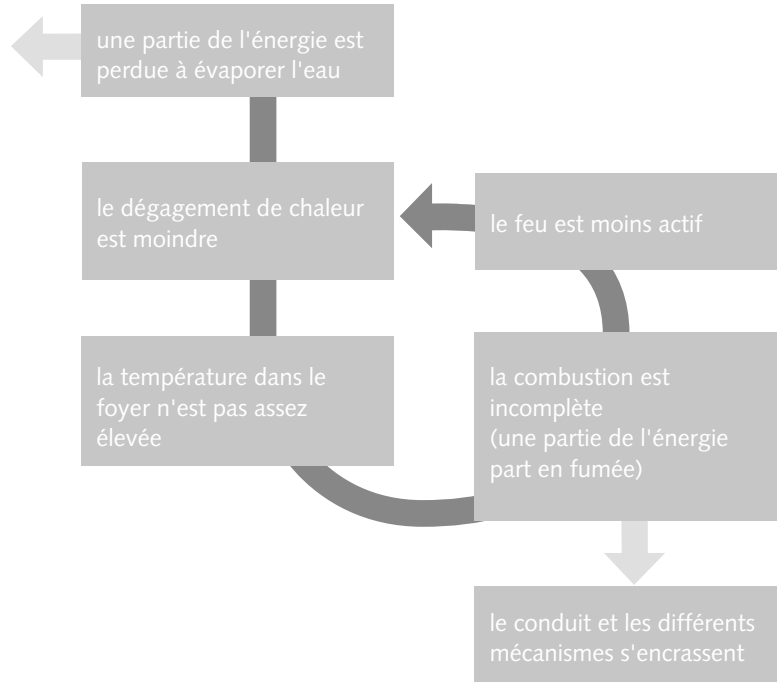 une partie de l'énergie est
perdue à évaporer l'eau
le dégagement de chaleur
est moindre
le feu est moins actif
la température dans le
foyer n'est pas assez
élevée
la combustion est
incomplète
(une partie de l'énergie
part en fumée)
le conduit et les différents
mécanismes s'encrassent